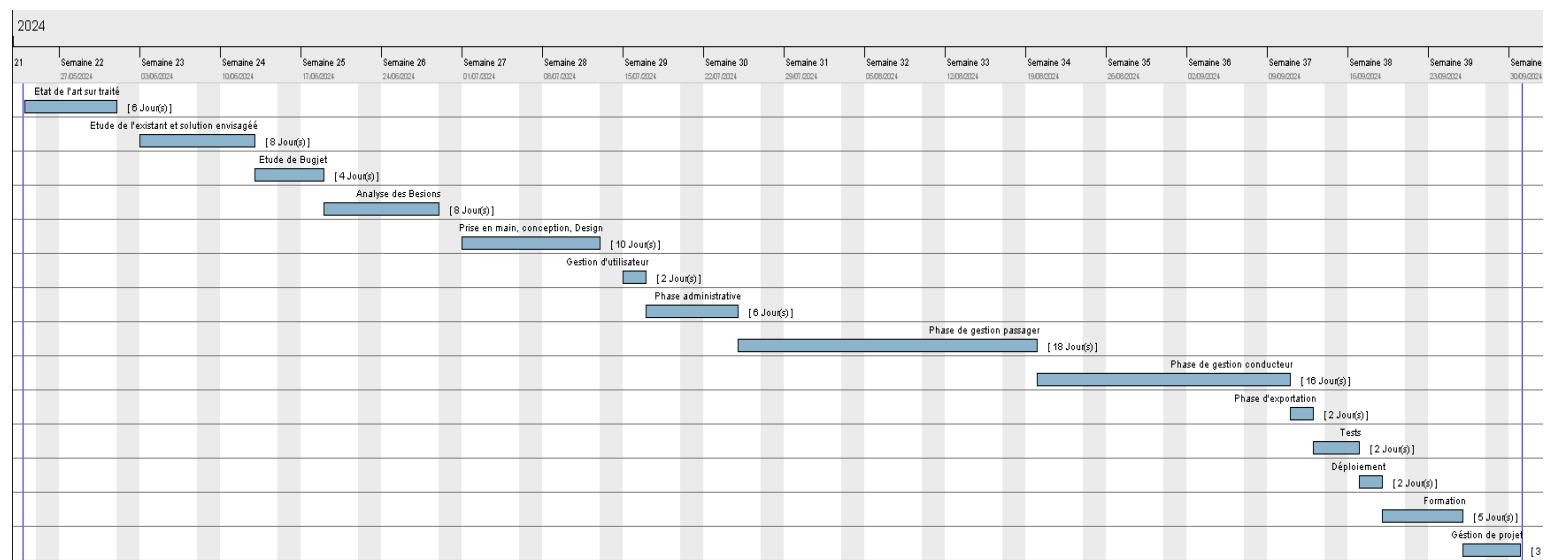 2024
21 Semaine 22 Semaine 23 Semaine 24 Semaine 25 Semaine 26 Semaine 27 Semaine 28 Semaine 29 Semaine 30 Semaine 31 Semaine 32 Semaine 33 Semaine 34 Semaine 35 Semaine 36 Semaine 37 Semaine 38 Semaine 39 Semaine
27/05/2024 03/06/2024 10/06/2024 17/06/2024 24/06/2024 01/07/2024 08/07/2024 15/07/2024 22/07/2024 29/07/2024 05/08/2024 12/08/2024 19/08/2024 26/08/2024 02/09/2024 09/09/2024 16/09/2024 23/09/2024 30/09/2024
Etat de l'art sur traité
[ 6 Jour(s) ]
Etude de l'existant et solution envisagéé
[ 8 Jour(s) ]
Etude de Bugjet
[ 4 Jour(s) ]
Analyse des Besions
[ 8 Jour(s) ]
Prise en main, conception, Design
[ 10 Jour(s) ]
Gestion d'utilisateur
[ 2 Jour(s) ]
Phase administrative
[ 6 Jour(s) ]
Phase de gestion passager
[ 18 Jour(s) ]
Phase de gestion conducteur
[ 16 Jour(s) ]
Phase d'exportation
[ 2 Jour(s) ]
Tests
[ 2 Jour(s) ]
Déploiement
[ 2 Jour(s) ]
Formation
[ 5 Jour(s) ]
Géstion de projet
[ 3